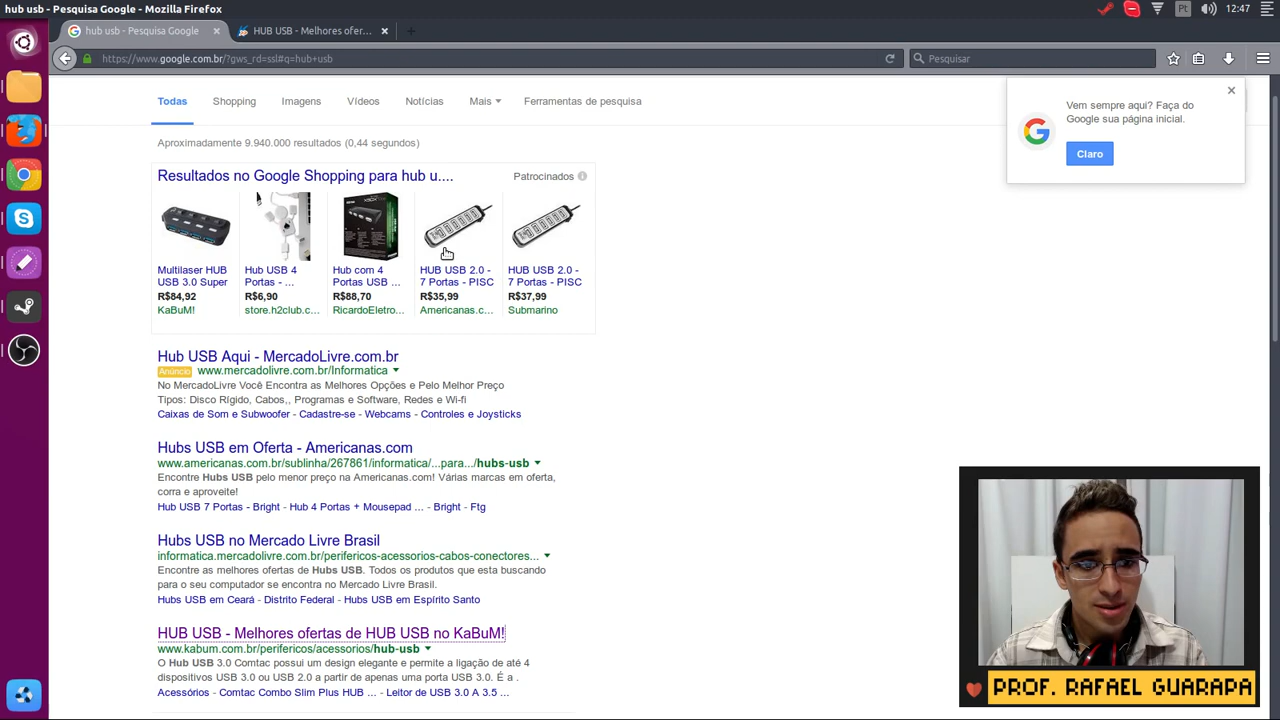 hub usb - Pesquisa Google - Mozilla Firefox
Pt
12:47
hub usb - Pesquisa Google
HUB USB - Melhores ofer...
https://www.google.com.br/?gws_rd=ssl#q=hub+usb
Pesquisar
Todas
Shopping
Imagens
Vídeos
Notícias
Mais
Ferramentas de pesquisa
Vem sempre aqui? Faça do
Google sua página inicial.
Claro
Aproximadamente 9.940.000 resultados (0,44 segundos)
Resultados no Google Shopping para hub u....
Patrocinados
Multilaser HUB
USB 3.0 Super
R$84,92
KaBuM!
Hub USB 4
Portas - ...
R$6,90
store.h2club.c...
Hub com 4
Portas USB ...
R$88,70
RicardoEletro...
HUB USB 2.0 -
7 Portas - PISC
R$35,99
Americanas.c...
HUB USB 2.0 -
7 Portas - PISC
R$37,99
Submarino
Hub USB Aqui - MercadoLivre.com.br
Anúncio www.mercadolivre.com.br/Informatica
No MercadoLivre Você Encontra as Melhores Opções e Pelo Melhor Preço
Tipos: Disco Rígido, Cabos,, Programas e Software, Redes e Wi-fi
Caixas de Som e Subwoofer - Cadastre-se - Webcams - Controles e Joysticks
Hubs USB em Oferta - Americanas.com
www.americanas.com.br/sublinha/267861/informatica/...para.../hubs-usb
Encontre Hubs USB pelo menor preço na Americanas.com! Várias marcas em oferta,
corra e aproveite!
Hub USB 7 Portas - Bright - Hub 4 Portas + Mousepad ... - Bright - Ftg
Hubs USB no Mercado Livre Brasil
informatica.mercadolivre.com.br/perifericos-acessorios-cabos-conectores...
Encontre as melhores ofertas de Hubs USB. Todos os produtos que esta buscando
para o seu computador se encontra no Mercado Livre Brasil.
Hubs USB em Ceará - Distrito Federal - Hubs USB em Espírito Santo
HUB USB - Melhores ofertas de HUB USB no KaBuM!
www.kabum.com.br/perifericos/acessorios/hub-usb
O Hub USB 3.0 Comtac possui um design elegante e permite a ligação de até 4
dispositivos USB 3.0 ou USB 2.0 a partir de apenas uma porta USB 3.0. É a .
Acessórios - Comtac Combo Slim Plus HUB ... - Leitor de USB 3.0 A 3.5 ...
PROF. RAFAEL GUARAPA